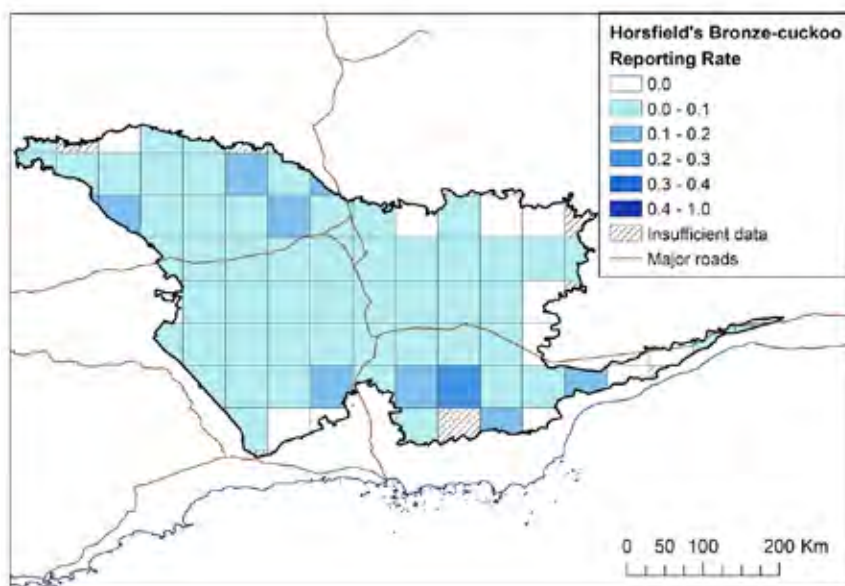 Horsfield's Bronze-cuckoo
Reporting Rate
0.0
0.0 - 0.1
0.1 - 0.2
0.2 - 0.3
0.3 - 0.4
0.4 - 1.0
Insufficient data
Major roads
0 50 100 200 Km